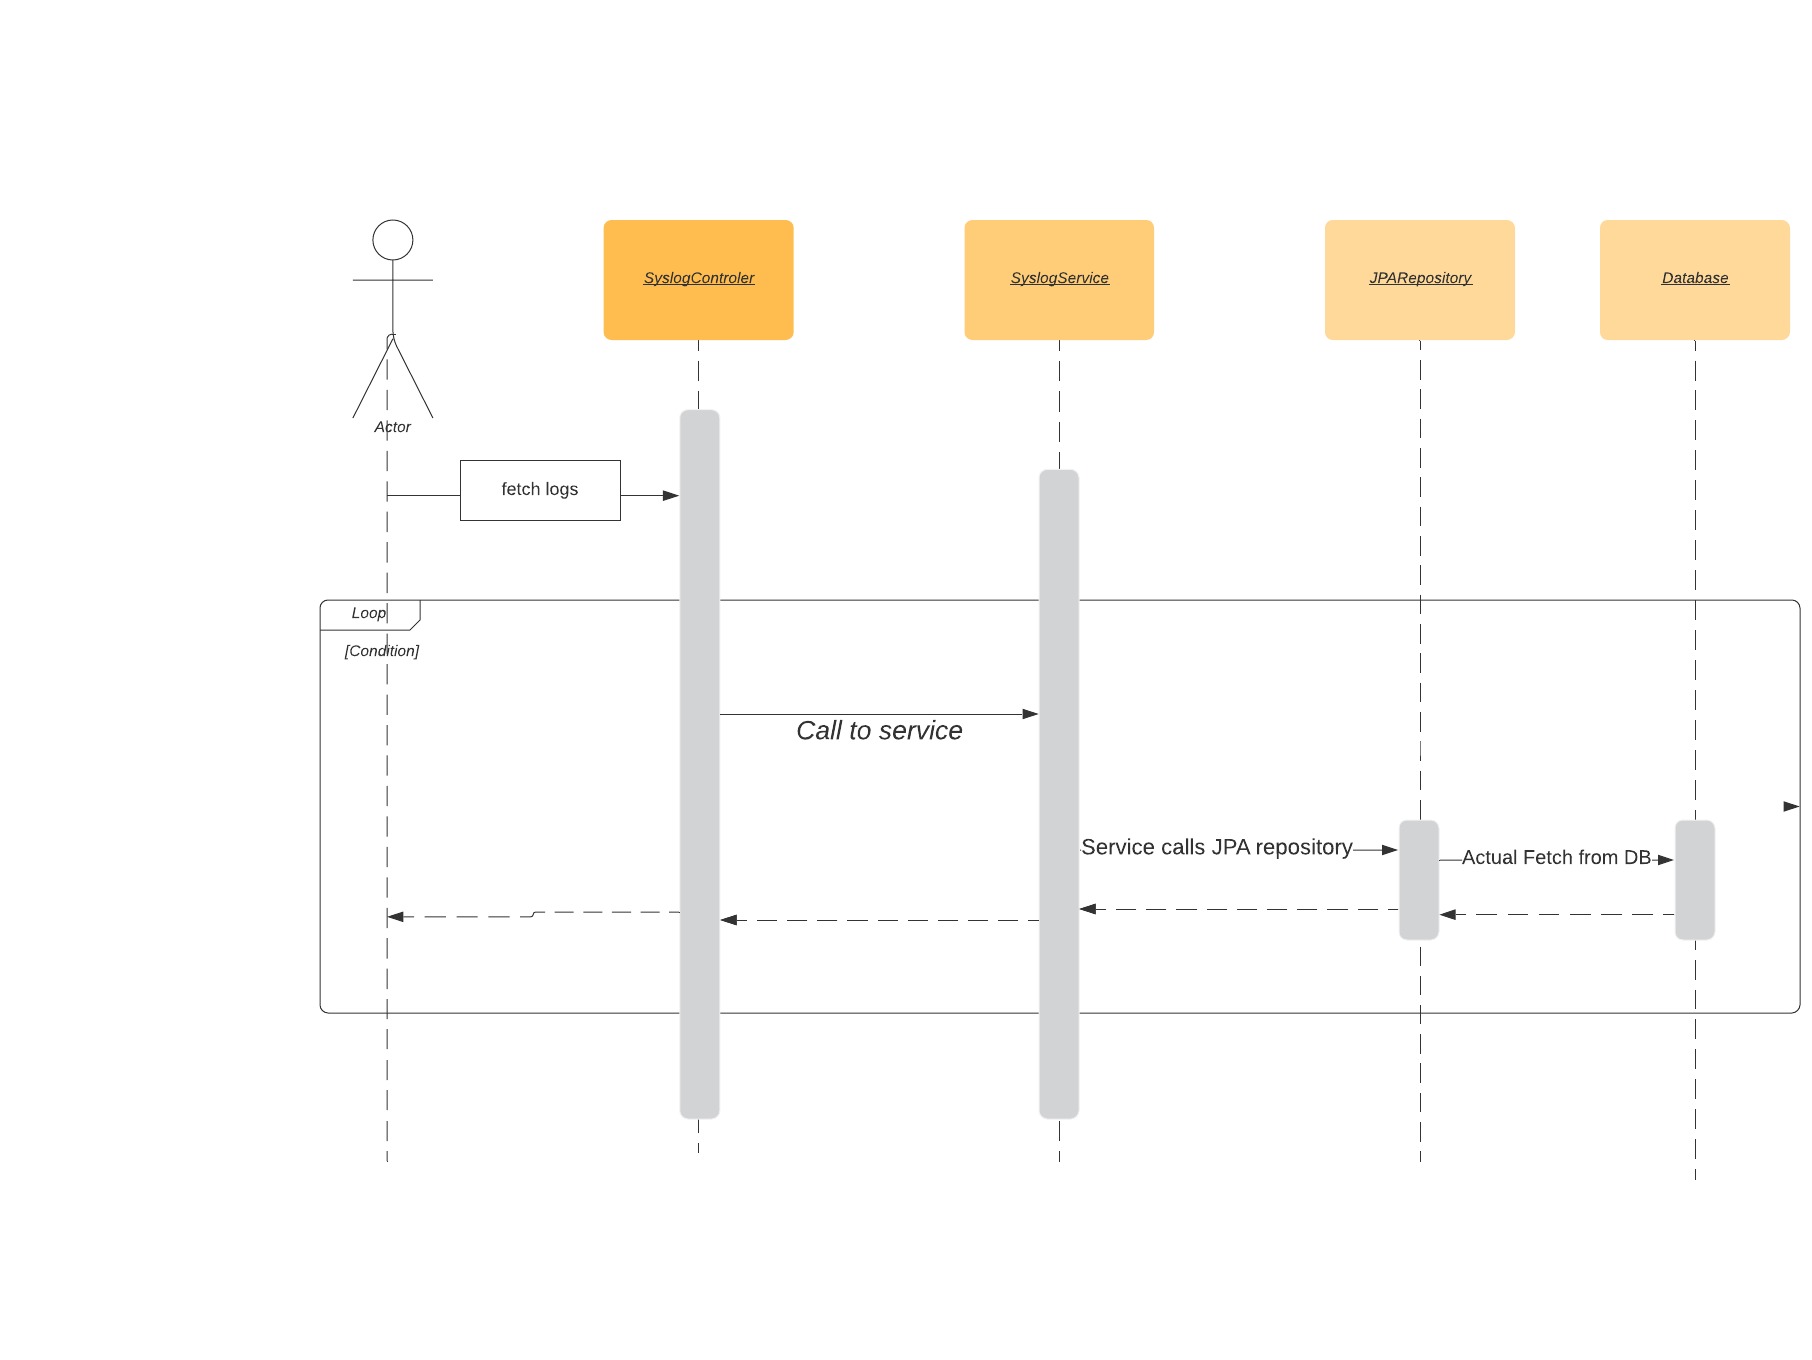 SyslogControler
SyslogService
JPARepository
Database
Actor
fetch logs
Loop
[Condition]
Call to service
Service calls JPA repository
Actual Fetch from DB